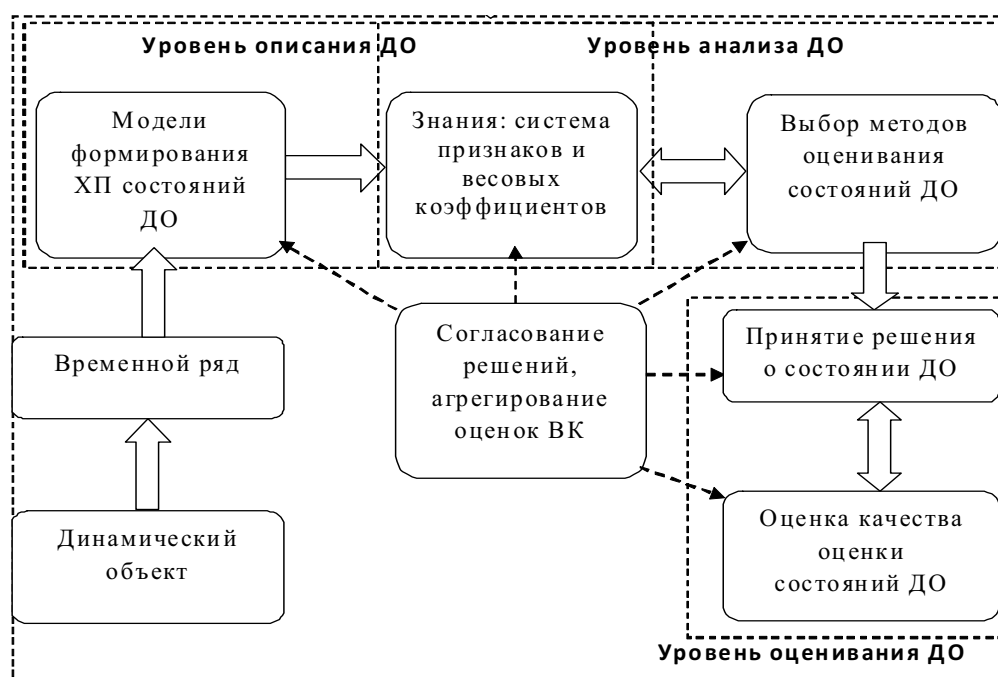 Уровень описания ДО
Уровень анализа ДО
Модели
формирования
ХП состояний
ДО
Знания: система
признаков и
весовых
коэффициентов
Выбор методов
оценивания
состояний ДО
Временной ряд
Согласование
решений,
агрегирование
оценок ВК
Принятие решения
о состоянии ДО
Динамический
объект
Оценка качества
оценки
состояний ДО
Уровень оценивания ДО